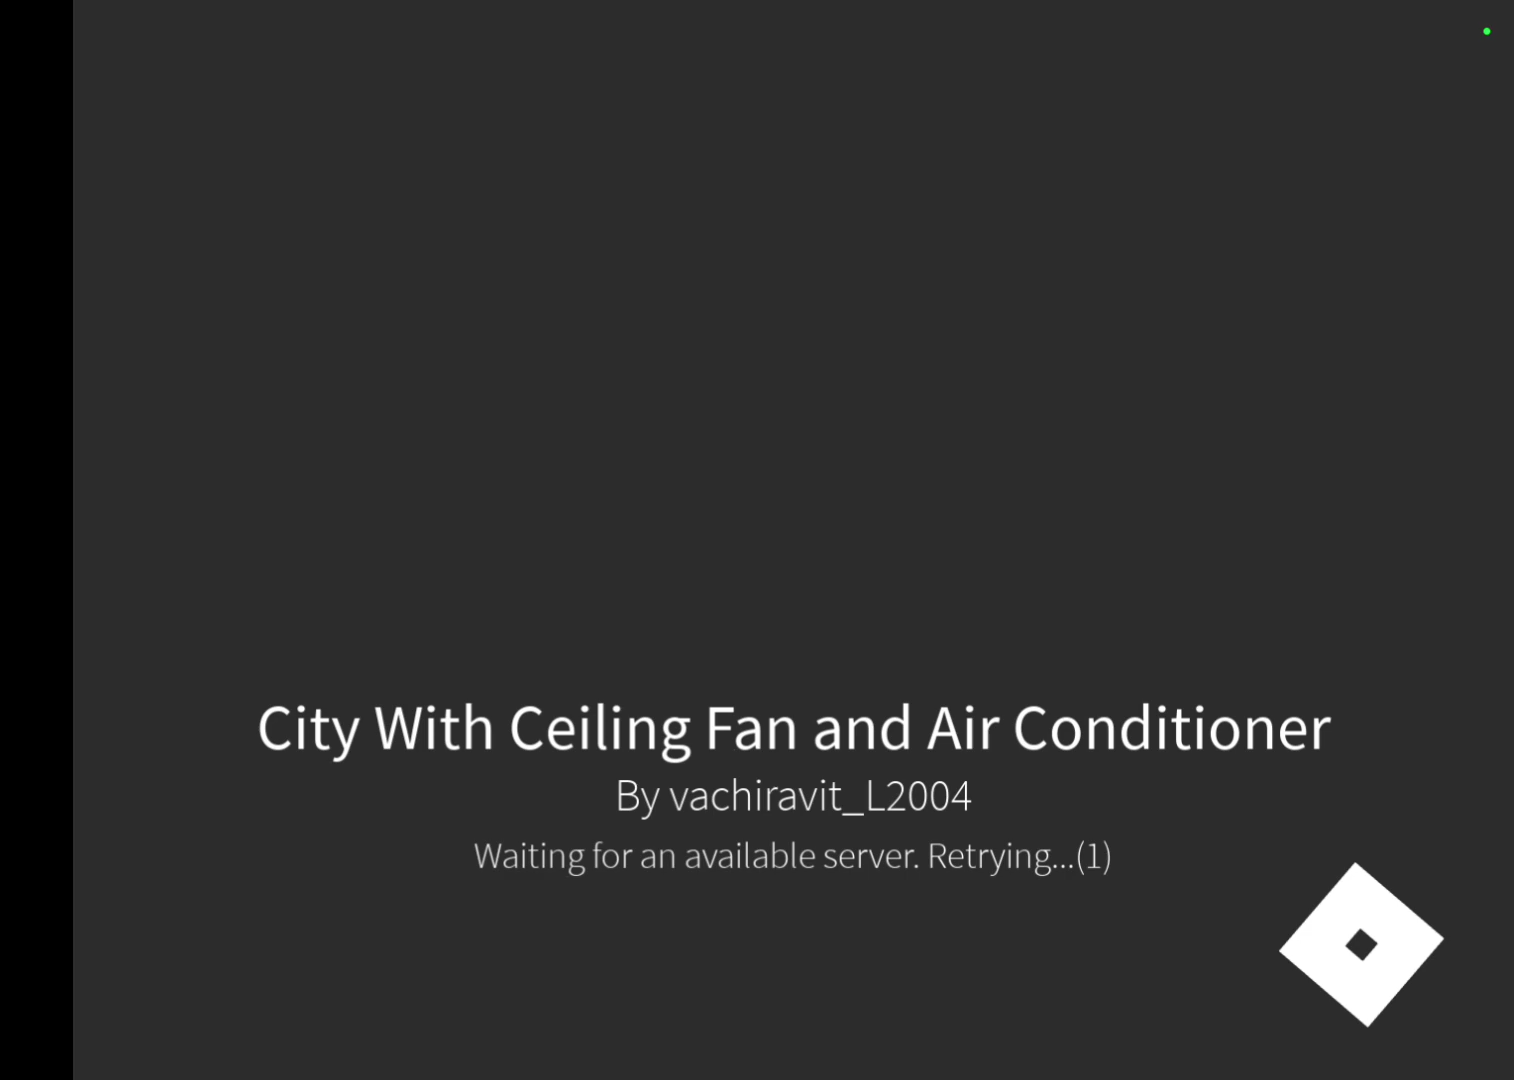 City With Ceiling Fan and Air Conditioner
By vachiravit_L2004
Waiting for an available server. Retrying...(1)